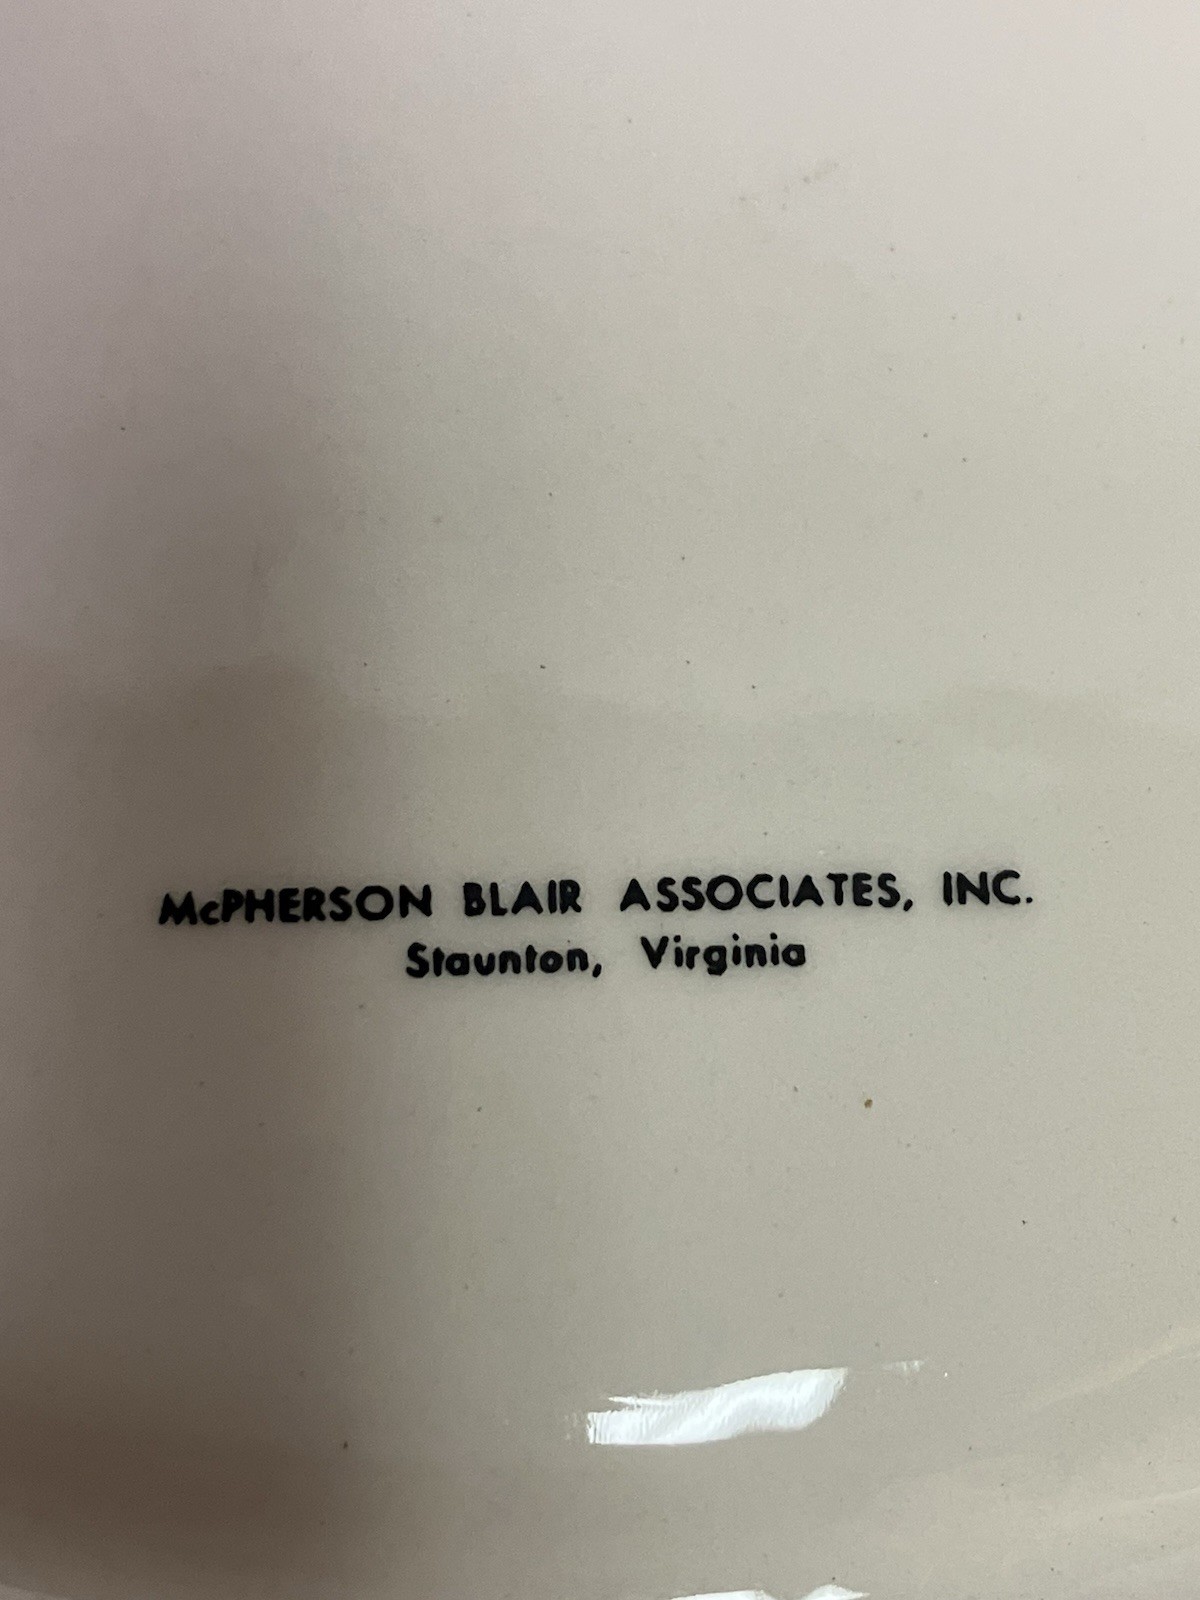 McPHERSON BLAIR ASSOCIATES, INC.
Staunton, Virginia